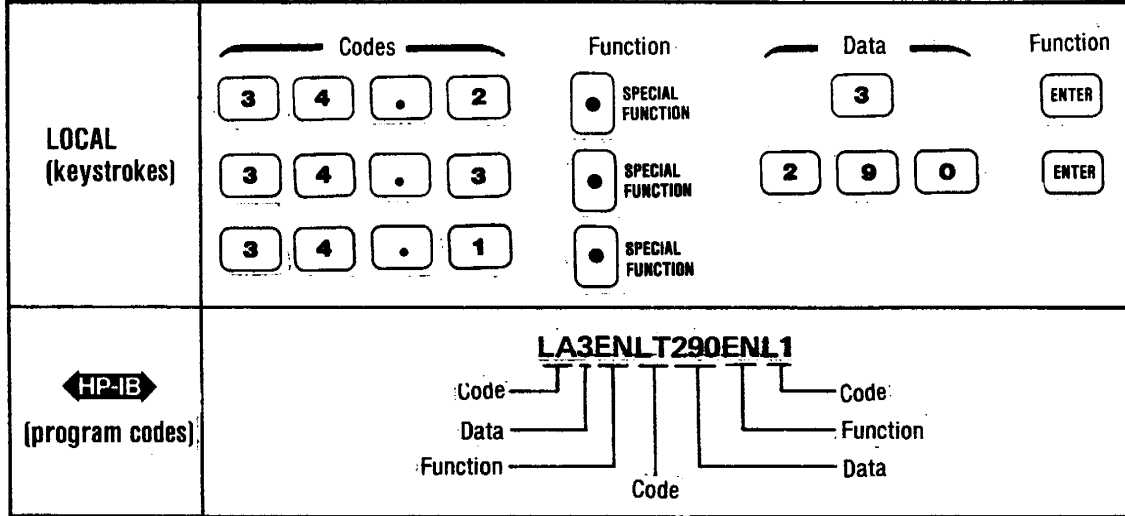 Codes Function Data Function
LOCAL
(keystrokes)
3 4 . 2 SPECIAL FUNCTION 3 ENTER
3 4 . 3 SPECIAL FUNCTION 2 9 0 ENTER
3 4 . 1 SPECIAL FUNCTION
HP-IB
(program codes)
LA3ENLT290ENL1
Code Code
Data Function
Function Data
Code